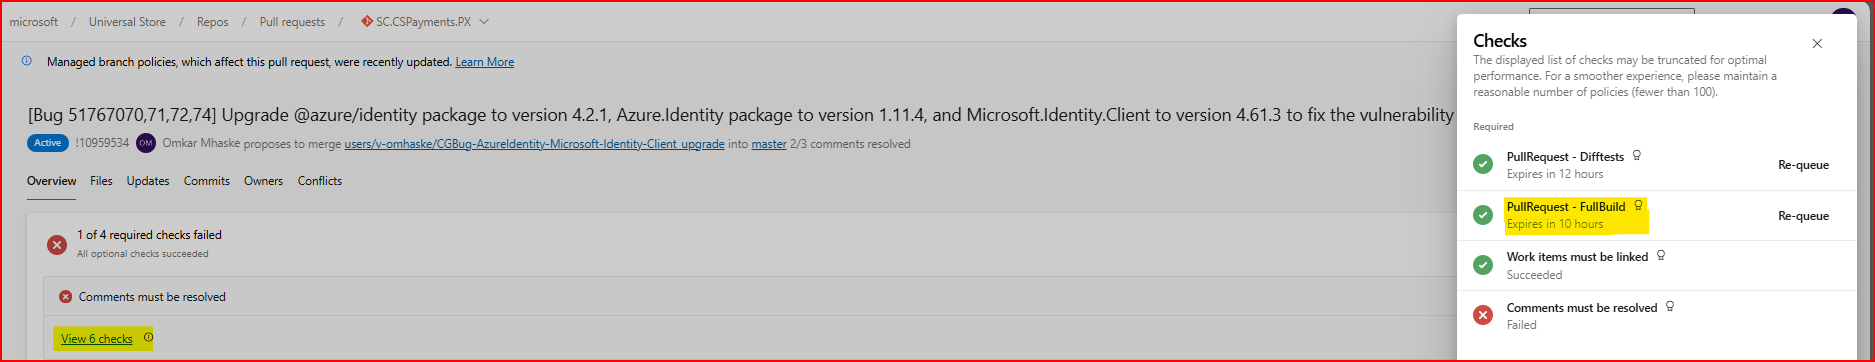 microsoft / Universal Store / Repos / Pull requests / SC.CSPayments.PX
Managed branch policies, which affect this pull request, were recently updated. Learn More
[Bug 51767070,71,72,74] Upgrade @azure/identity package to version 4.2.1, Azure.Identity package to version 1.11.4, and Microsoft.Identity.Client to version 4.61.3 to fix the vulnerability
Active !10959534 OM Omkar Mhaske proposes to merge users/v-omhaske/CGBug-AzureIdentity-Microsoft-Identity-Client_upgrade into master 2/3 comments resolved
Overview Files Updates Commits Owners Conflicts
1 of 4 required checks failed
All optional checks succeeded
Comments must be resolved
View 6 checks
Checks
The displayed list of checks may be truncated for optimal
performance. For a smoother experience, please maintain a
reasonable number of policies (fewer than 100).
Required
PullRequest - Difftests
Expires in 12 hours
Re-queue
PullRequest - FullBuild
Expires in 10 hours
Re-queue
Work items must be linked
Succeeded
Comments must be resolved
Failed